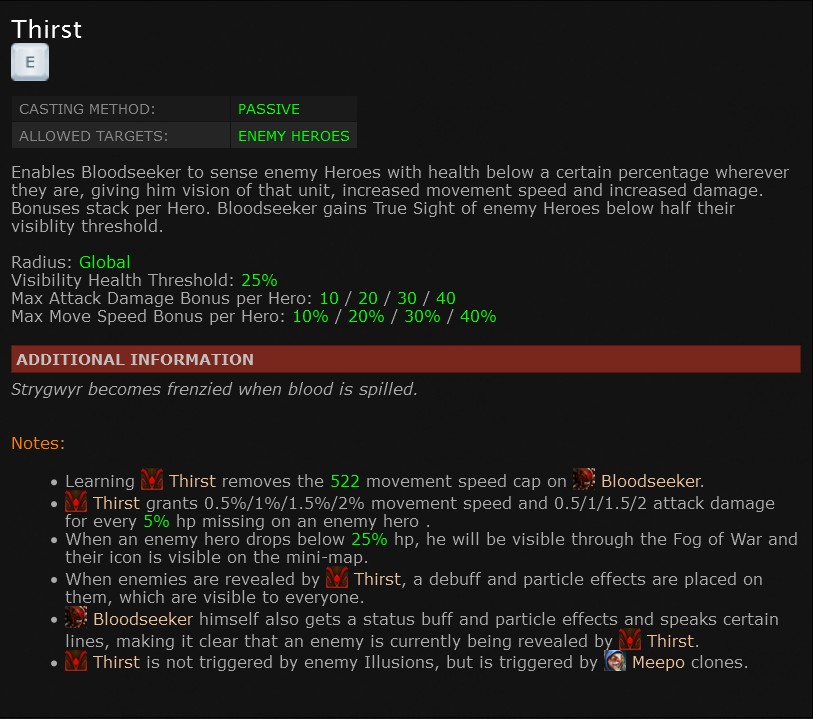 Thirst
E
CASTING METHOD: PASSIVE
ALLOWED TARGETS: ENEMY HEROES
Enables Bloodseeker to sense enemy Heroes with health below a certain percentage wherever
they are, giving him vision of that unit, increased movement speed and increased damage.
Bonuses stack per Hero. Bloodseeker gains True Sight of enemy Heroes below half their
visiblity threshold.
Radius: Global
Visibility Health Threshold: 25%
Max Attack Damage Bonus per Hero: 10 / 20 / 30 / 40
Max Move Speed Bonus per Hero: 10% / 20% / 30% / 40%
ADDITIONAL INFORMATION
Strygwyr becomes frenzied when blood is spilled.
Notes:
• Learning Thirst removes the 522 movement speed cap on Bloodseeker.
• Thirst grants 0.5%/1%/1.5%/2% movement speed and 0.5/1/1.5/2 attack damage
for every 5% hp missing on an enemy hero .
• When an enemy hero drops below 25% hp, he will be visible through the Fog of War and
their icon is visible on the mini-map.
• When enemies are revealed by Thirst, a debuff and particle effects are placed on
them, which are visible to everyone.
• Bloodseeker himself also gets a status buff and particle effects and speaks certain
lines, making it clear that an enemy is currently being revealed by Thirst.
• Thirst is not triggered by enemy Illusions, but is triggered by Meepo clones.